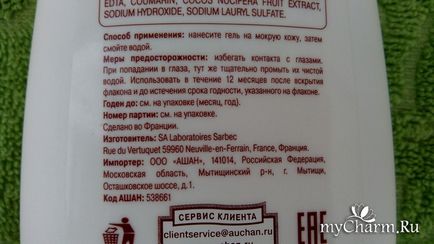 EDTA, COUMARIN, COCOS NUCIFERA FRUIT EXTRACT,
SODIUM HYDROXIDE, SODIUM LAURYL SULFATE.
Способ применения: нанесите гель на мокрую кожу, затем
смойте водой.
Меры предосторожности: избегать контакта с глазами.
При попадании в глаза, тут же тщательно промыть их чистой
водой. Использовать в течение 12 месяцев после вскрытия
флакона и до истечения срока годности, указанного на флаконе.
Годен до: см. на упаковке (месяц, год).
Номер партии: см. на упаковке.
Сделано во Франции.
Изготовитель: SA Laboratoires Sarbec
Rue du Vertuquet 59960 Neuville-en-Ferrain, France, Франция
Импортер: ООО «АШАН», 141014, Российская Федерация,
Московская область, Мытищинский р-н, г. Мытищи,
Осташковское шоссе, д.1.
Код АШАН: 538661
СЕРВИС КЛИЕНТА
clientservice@auchan.ru
auchan.ru
EAC
myCharm.Ru